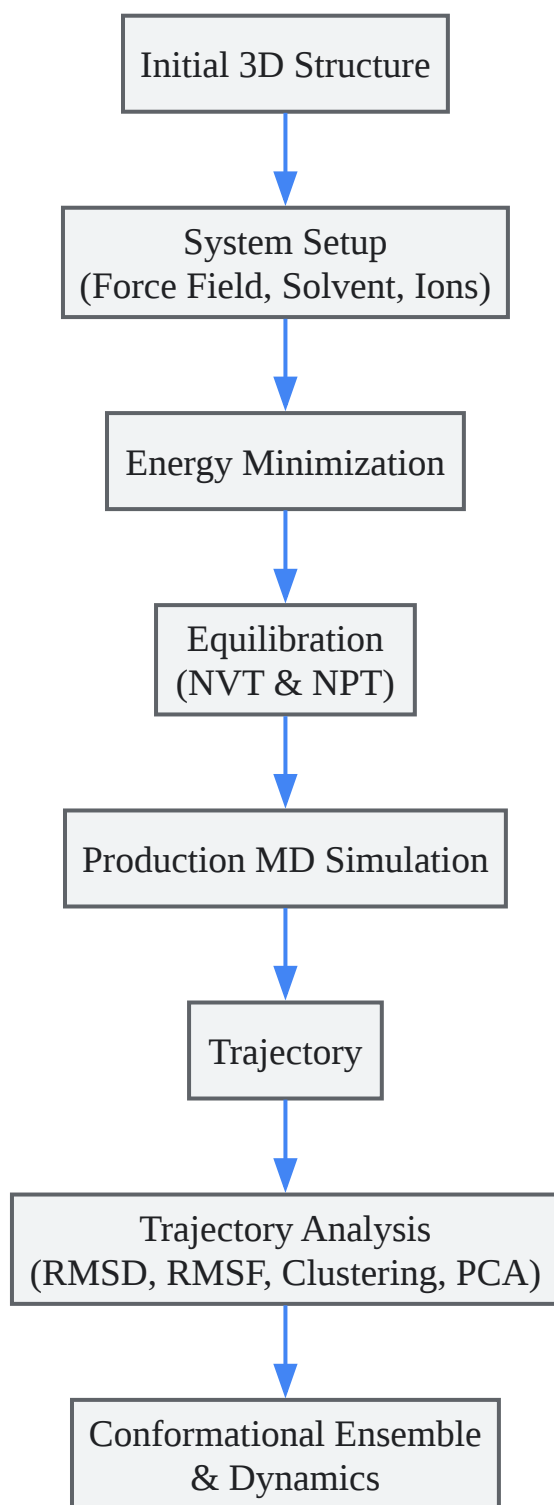 Initial 3D Structure
System Setup
(Force Field, Solvent, Ions)
Energy Minimization
Equilibration
(NVT & NPT)
Production MD Simulation
Trajectory
Trajectory Analysis
(RMSD, RMSF, Clustering, PCA)
Conformational Ensemble
& Dynamics